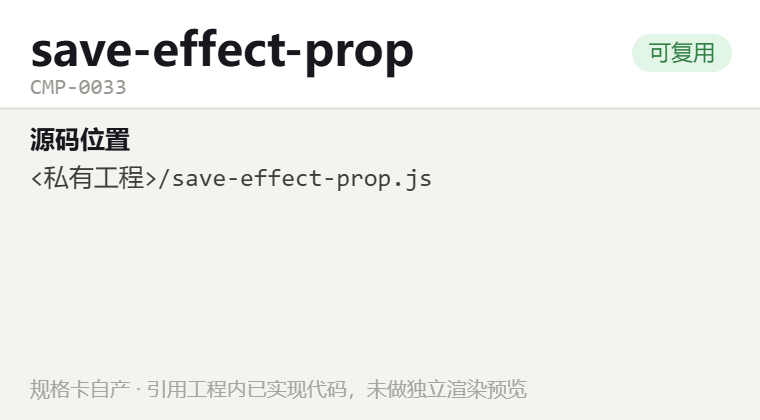 save-effect-prop
可复用
CMP-0033
源码位置
<私有工程>/save-effect-prop.js
规格卡自产 · 引用工程内已实现代码，未做独立渲染预览